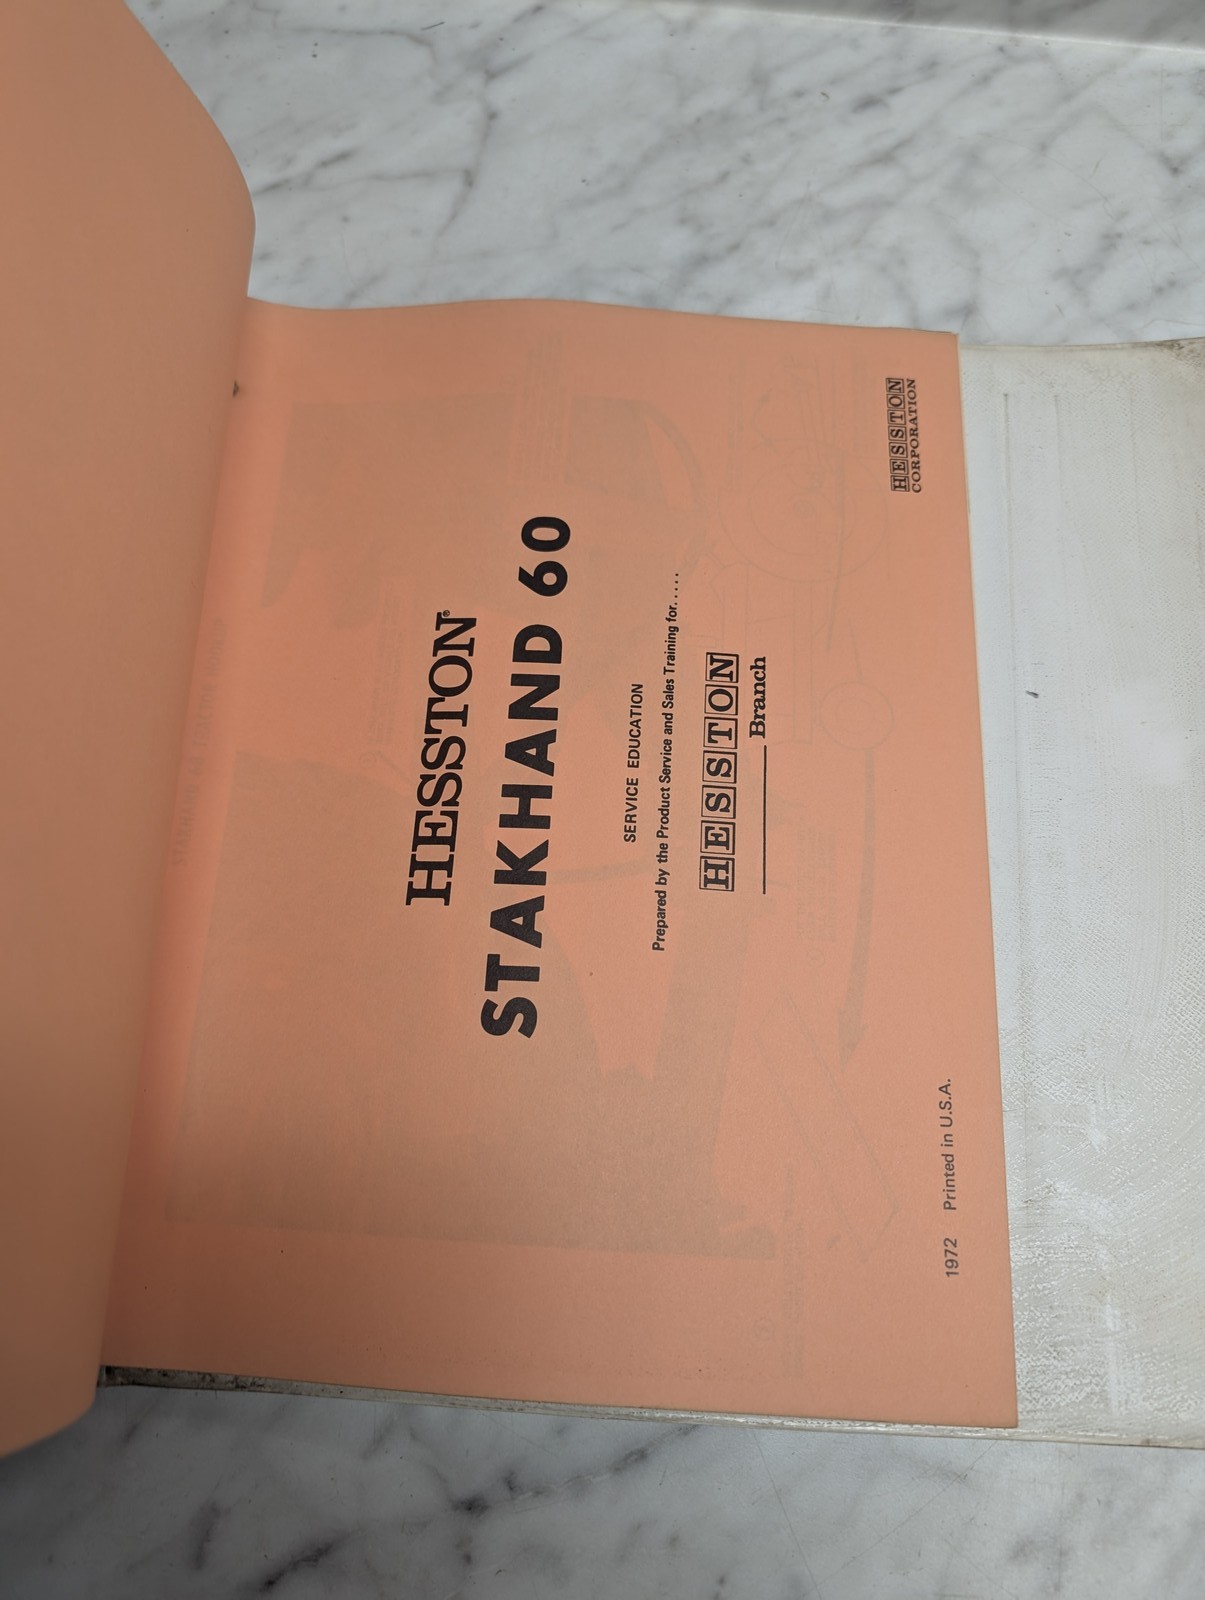 HESSTON®
STAKHAND 60
SERVICE EDUCATION
Prepared by the Product Service and Sales Training for.....
HESSTON
Branch
1972 Printed in U.S.A.
HESSTON
CORPORATION